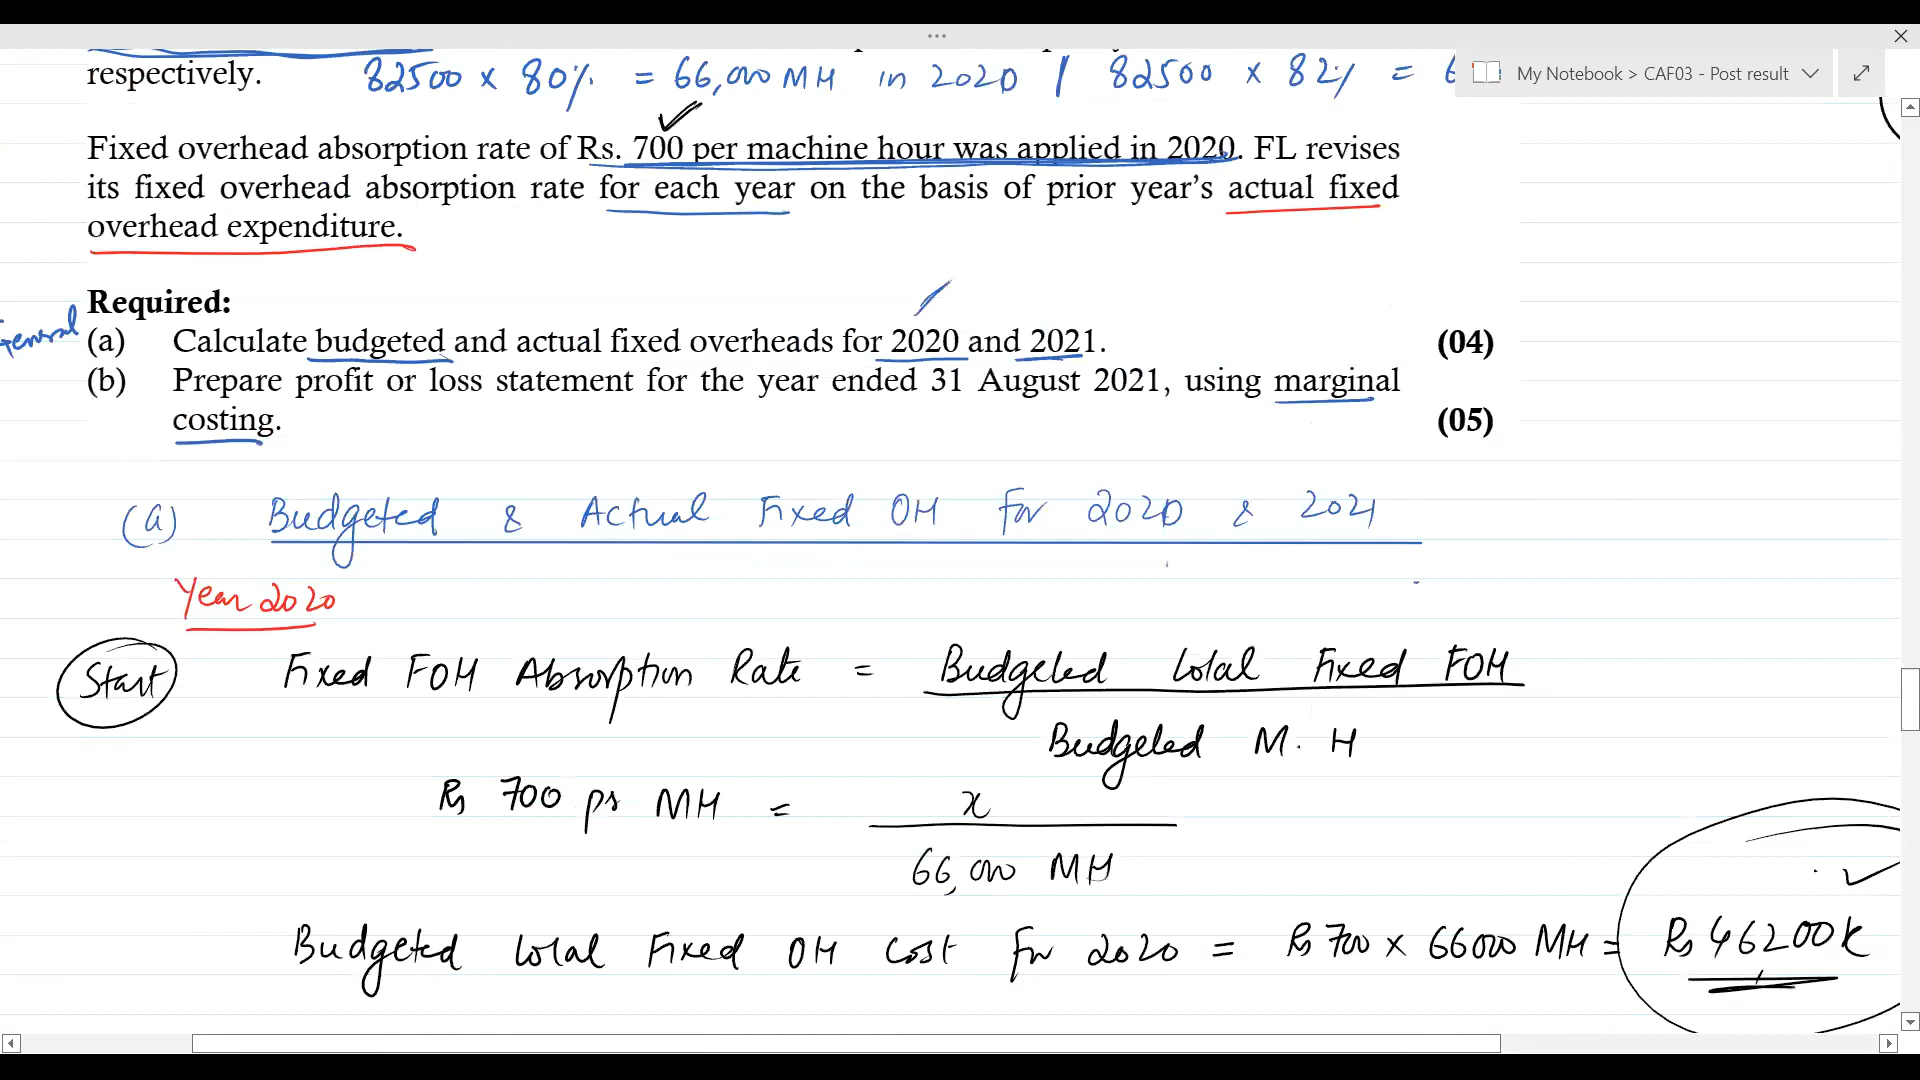 respectively. 82500 x 80% = 66,000 MH in 2020 / 82500 x 82% = 6
My Notebook > CAF03 - Post result
Fixed overhead absorption rate of Rs. 700 per machine hour was applied in 2020. FL revises
its fixed overhead absorption rate for each year on the basis of prior year's actual fixed
overhead expenditure.
Required:
General
(a) Calculate budgeted and actual fixed overheads for 2020 and 2021. (04)
(b) Prepare profit or loss statement for the year ended 31 August 2021, using marginal
costing. (05)
(a) Budgeted & Actual Fixed OH for 2020 & 2021
Year 2020
Start Fixed FOH Absorption Rate = Budgeted total Fixed FOH
Budgeted M. H
Rs 700 pr MH = x
66,000 MH
Budgeted total Fixed OH cost for 2020 = Rs 700 x 66000 MH = Rs 46200k